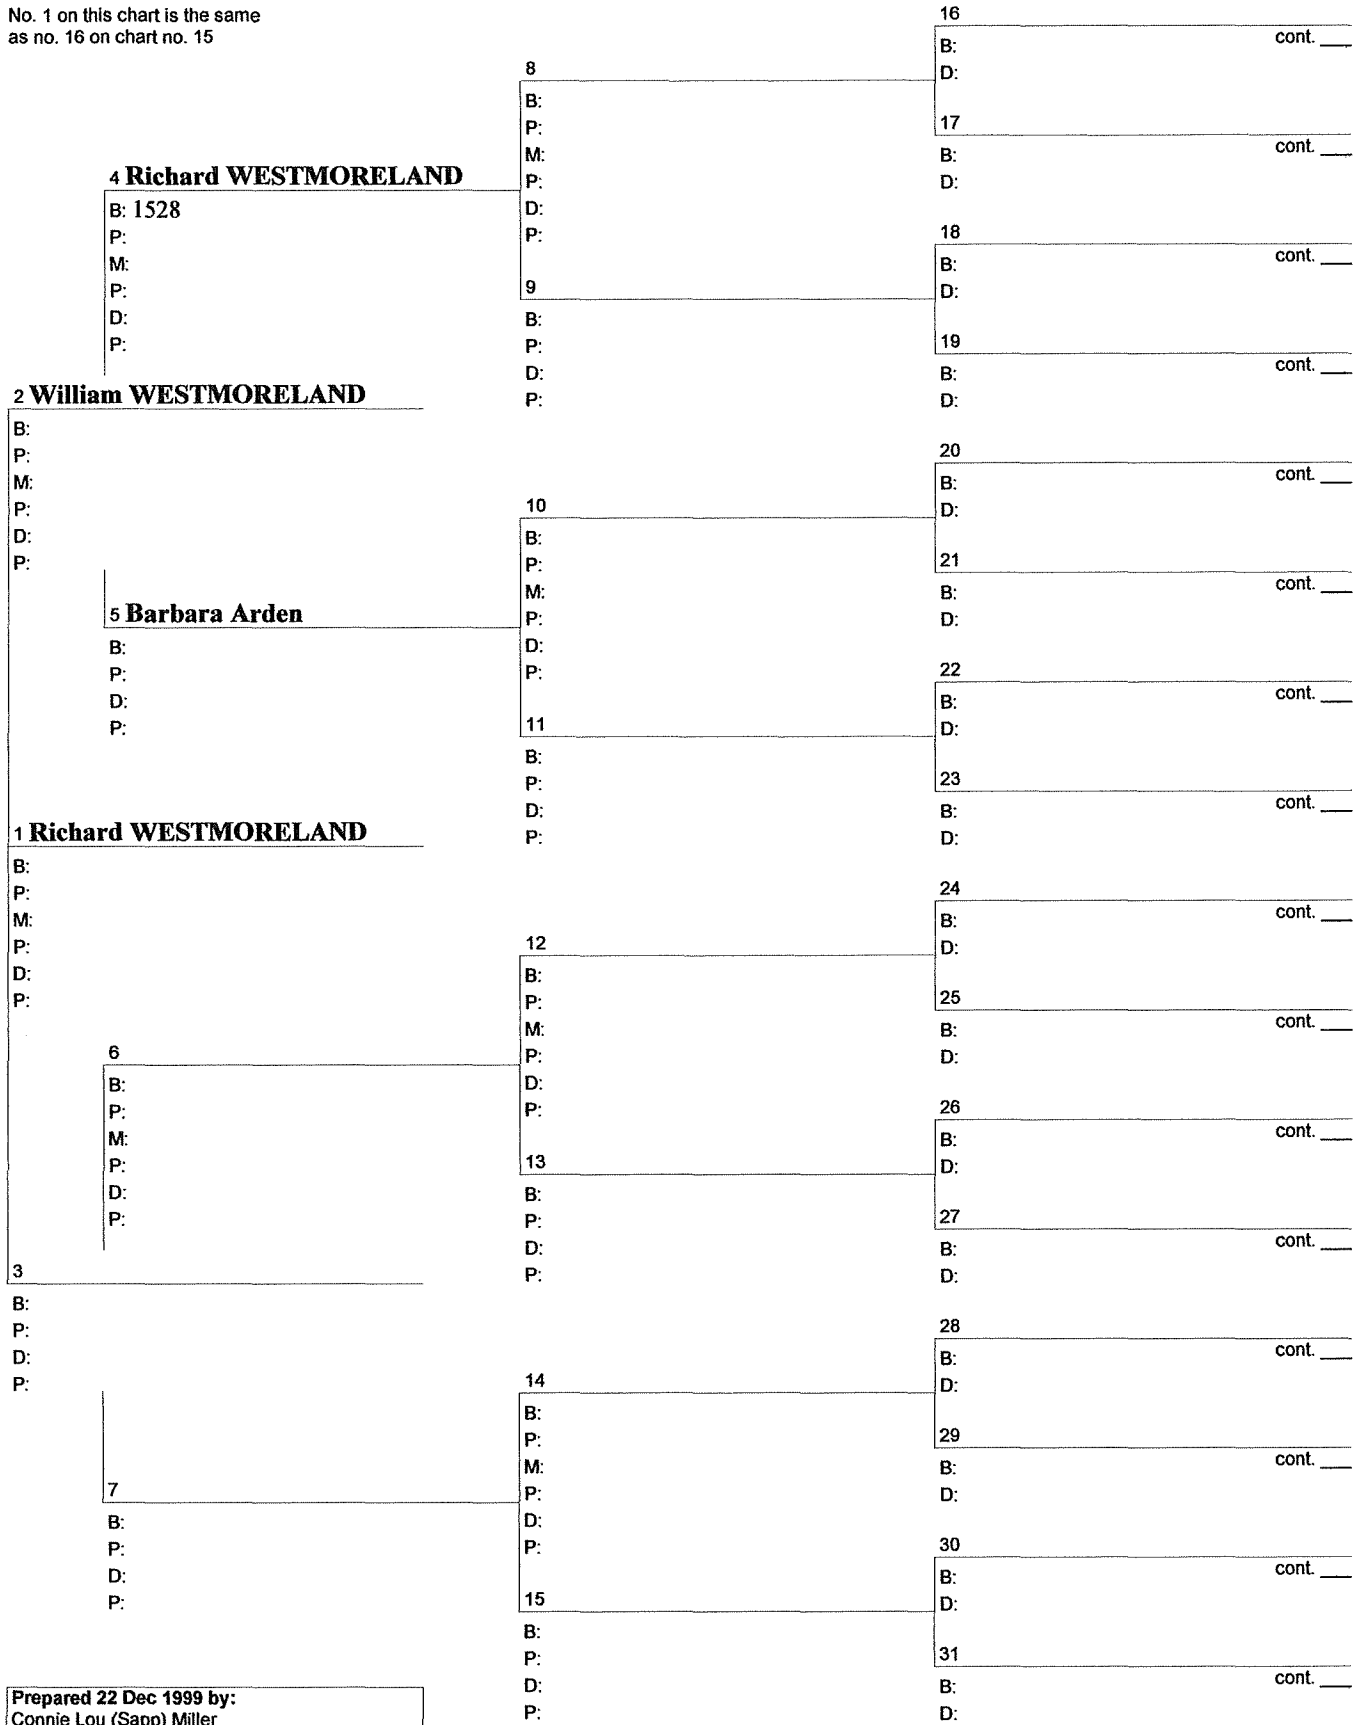 No. 1 on this chart is the same
as no. 16 on chart no. 15
4 Richard WESTMORELAND
B: 1528
P:
M:
P:
D:
P:
2 William WESTMORELAND
B:
P:
M:
P:
D:
P:
5 Barbara Arden
B:
P:
D:
P:
1 Richard WESTMORELAND
B:
P:
M:
P:
D:
P:
6
B:
P:
M:
P:
D:
P:
3
B:
P:
D:
P:
7
B:
P:
D:
P:
Prepared 22 Dec 1999 by:
Connie Lou (Sapp) Miller
8
B:
P:
M:
P:
D:
P:
9
B:
P:
D:
P:
10
B:
P:
M:
P:
D:
P:
11
B:
P:
D:
P:
12
B:
P:
M:
P:
D:
P:
13
B:
P:
D:
P:
14
B:
P:
M:
P:
D:
P:
15
B:
P:
D:
P:
16
B: cont. ___
D:
17
B: cont. ___
D:
18
B: cont. ___
D:
19
B: cont. ___
D:
20
B: cont. ___
D:
21
B: cont. ___
D:
22
B: cont. ___
D:
23
B: cont. ___
D:
24
B: cont. ___
D:
25
B: cont. ___
D:
26
B: cont. ___
D:
27
B: cont. ___
D:
28
B: cont. ___
D:
29
B: cont. ___
D:
30
B: cont. ___
D:
31
B: cont. ___
D: